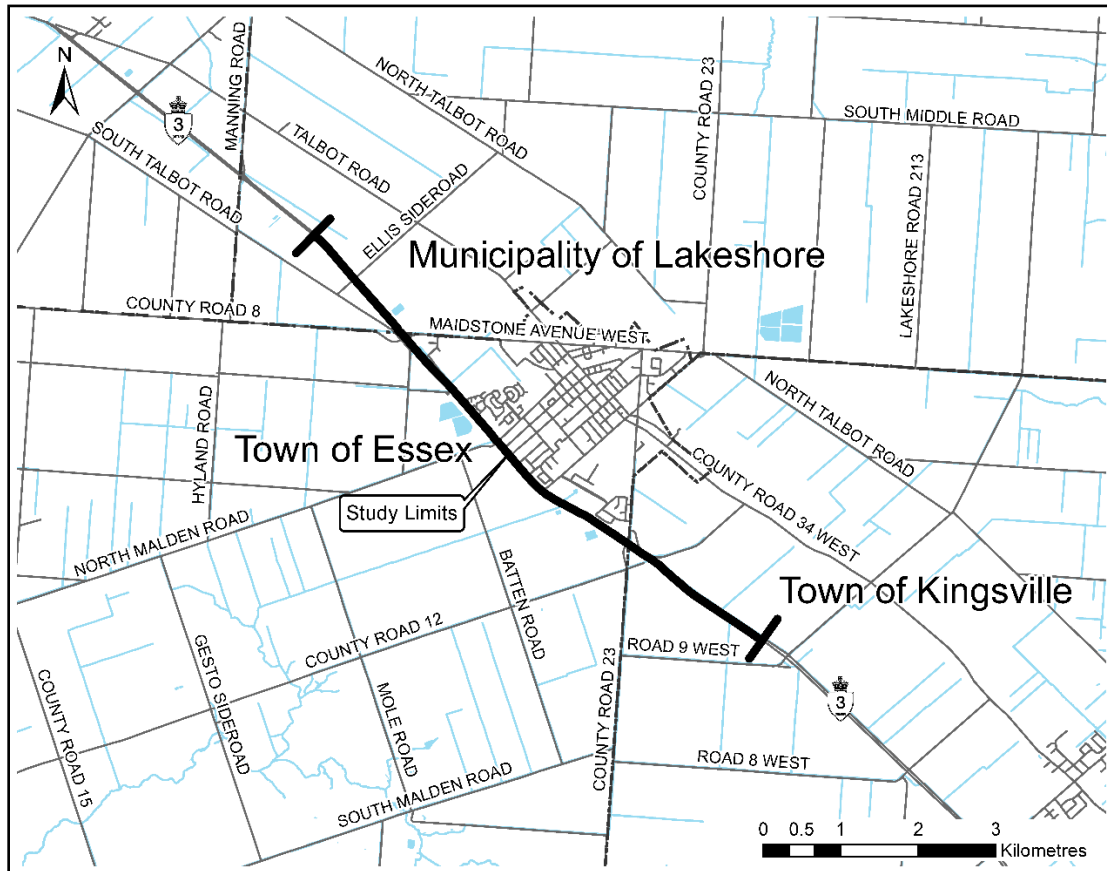 N
3
MANNING ROAD
NORTH TALBOT ROAD
COUNTY ROAD 23
SOUTH MIDDLE ROAD
SOUTH TALBOT ROAD
TALBOT ROAD
ELLIS SIDEROAD
LAKESHORE ROAD 213
Municipality of Lakeshore
COUNTY ROAD 8
MAIDSTONE AVENUE WEST
HYLAND ROAD
Town of Essex
NORTH TALBOT ROAD
Study Limits
COUNTY ROAD 34 WEST
NORTH MALDEN ROAD
BATTEN ROAD
Town of Kingsville
COUNTY ROAD 12
ROAD 9 WEST
GESTO SIDEROAD
MOLE ROAD
COUNTY ROAD 23
3
COUNTY ROAD 15
ROAD 8 WEST
SOUTH MALDEN ROAD
0 0.5 1 2 3
Kilometres